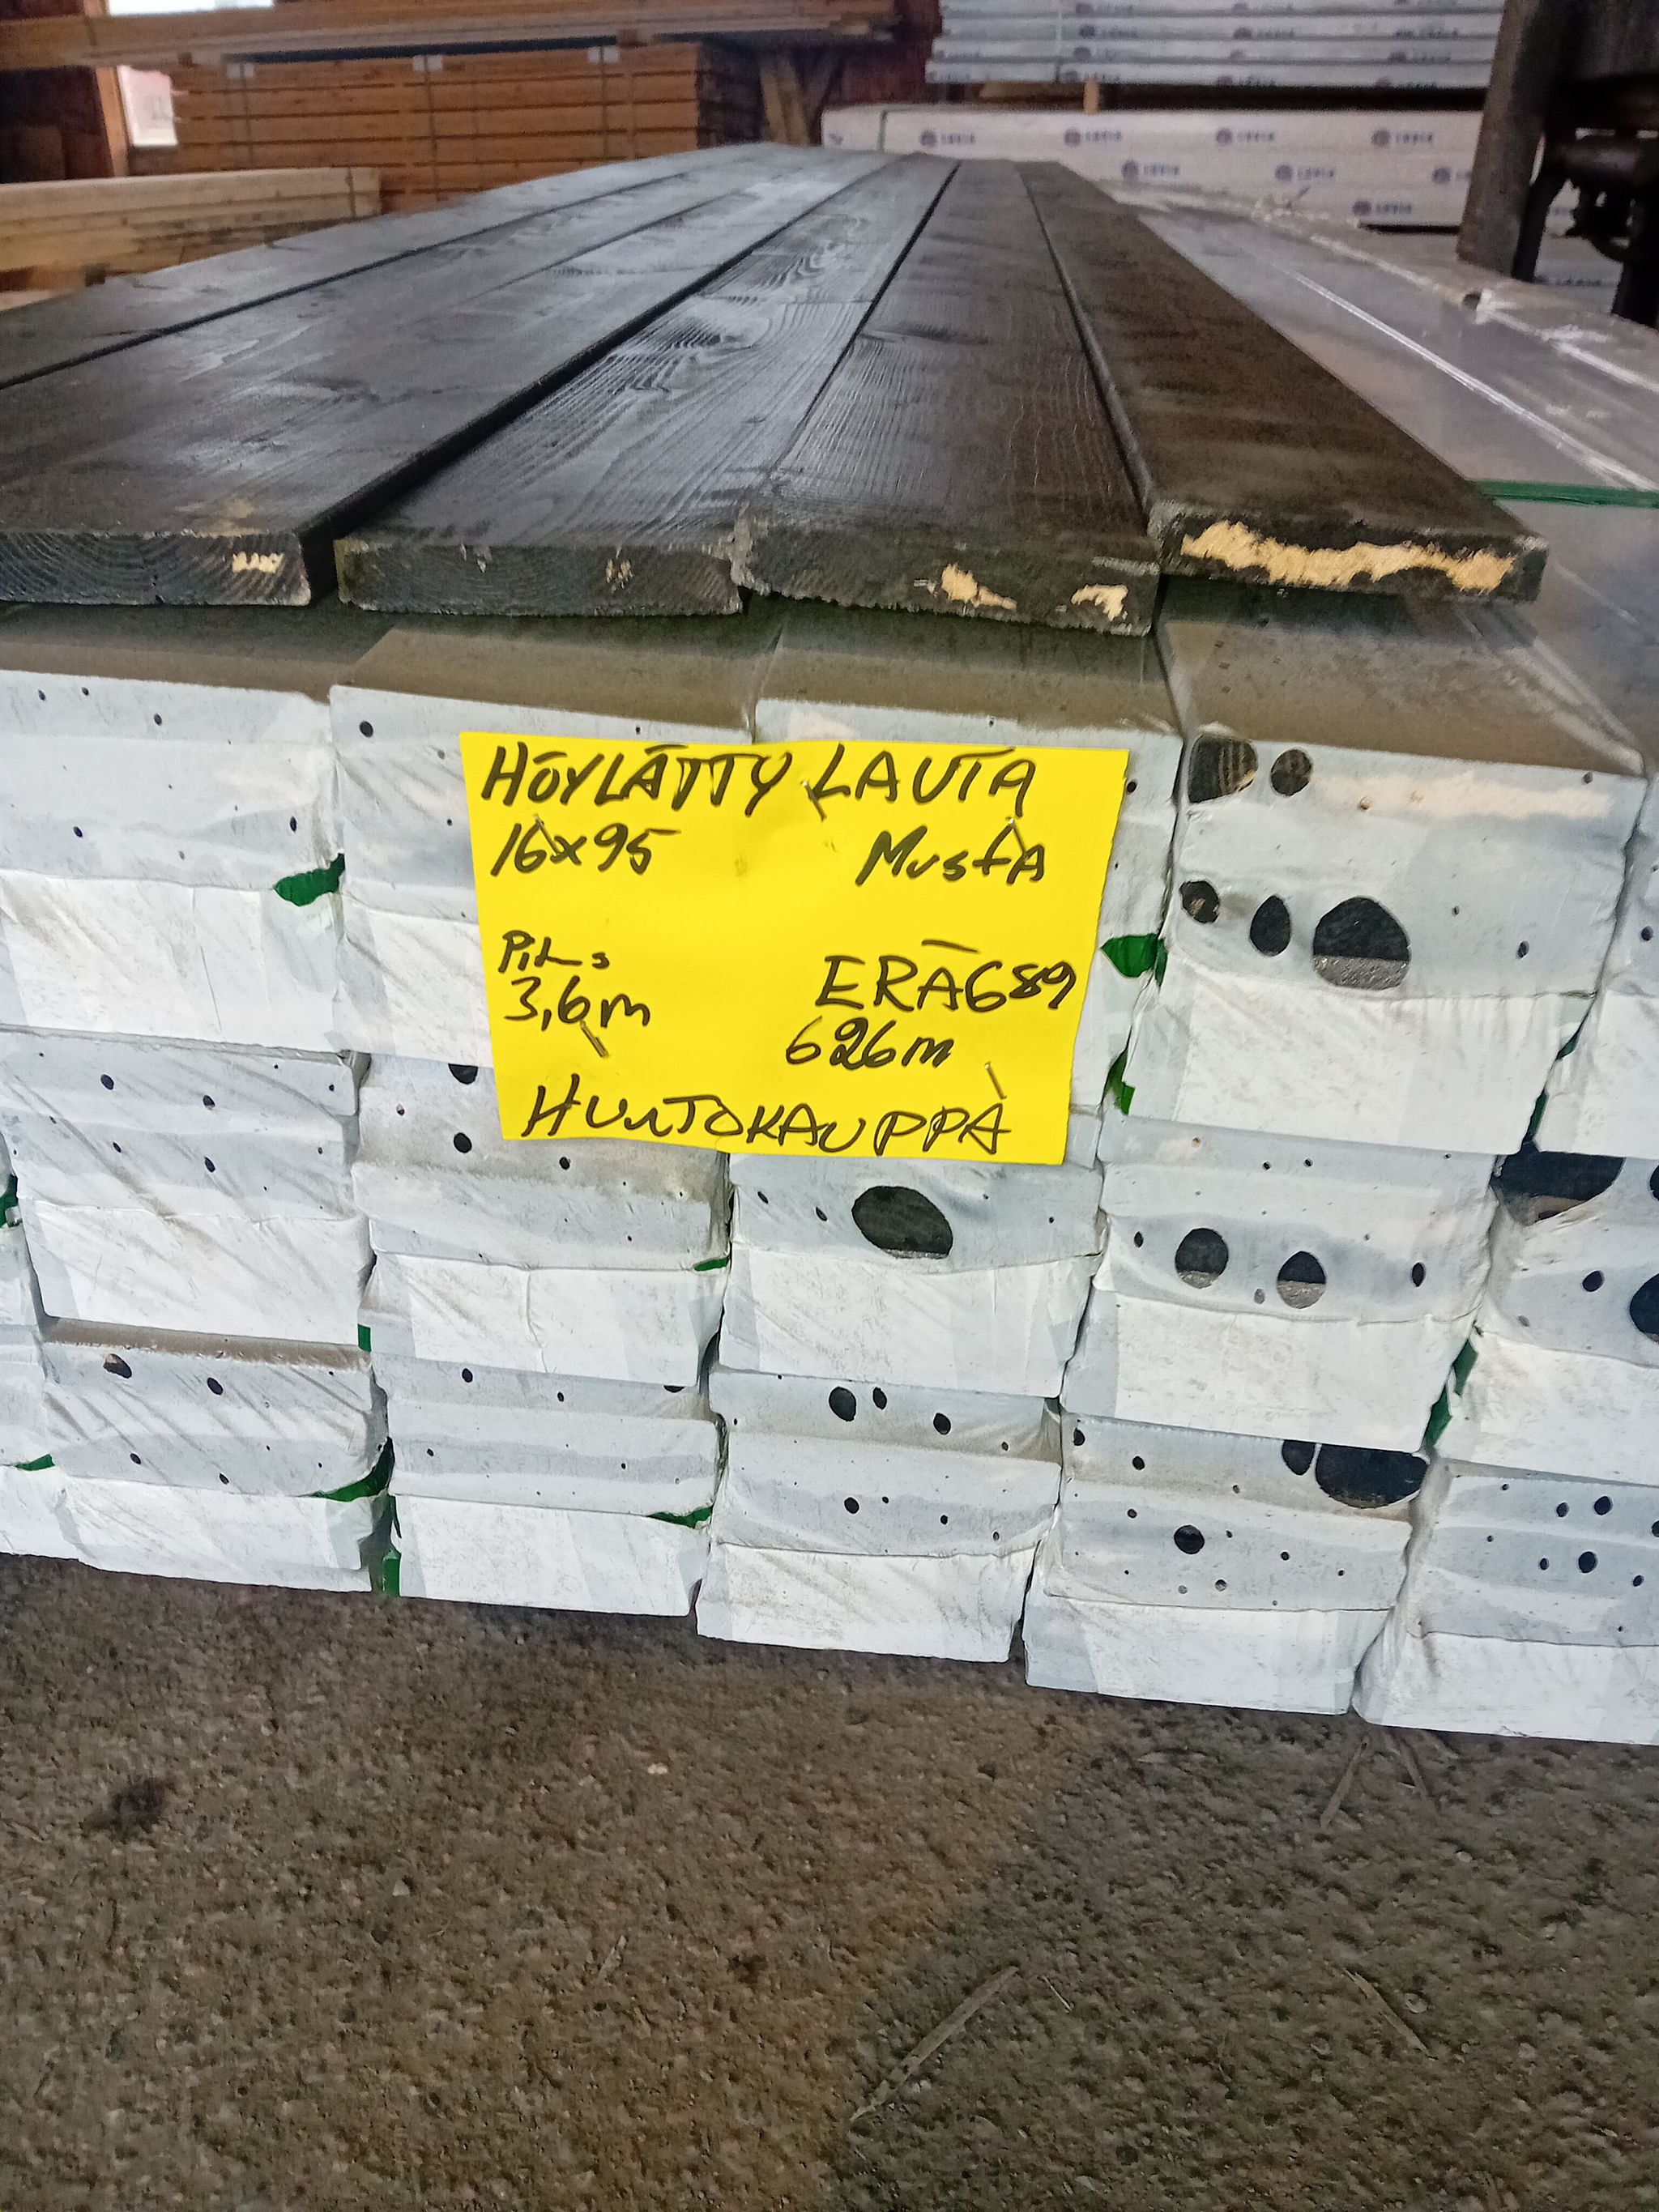 HÖYLÄTTY LAUTA
16x95 MUSTA
Pit.
3,6m
ERÄ689
626m
HUUTOKAUPPA